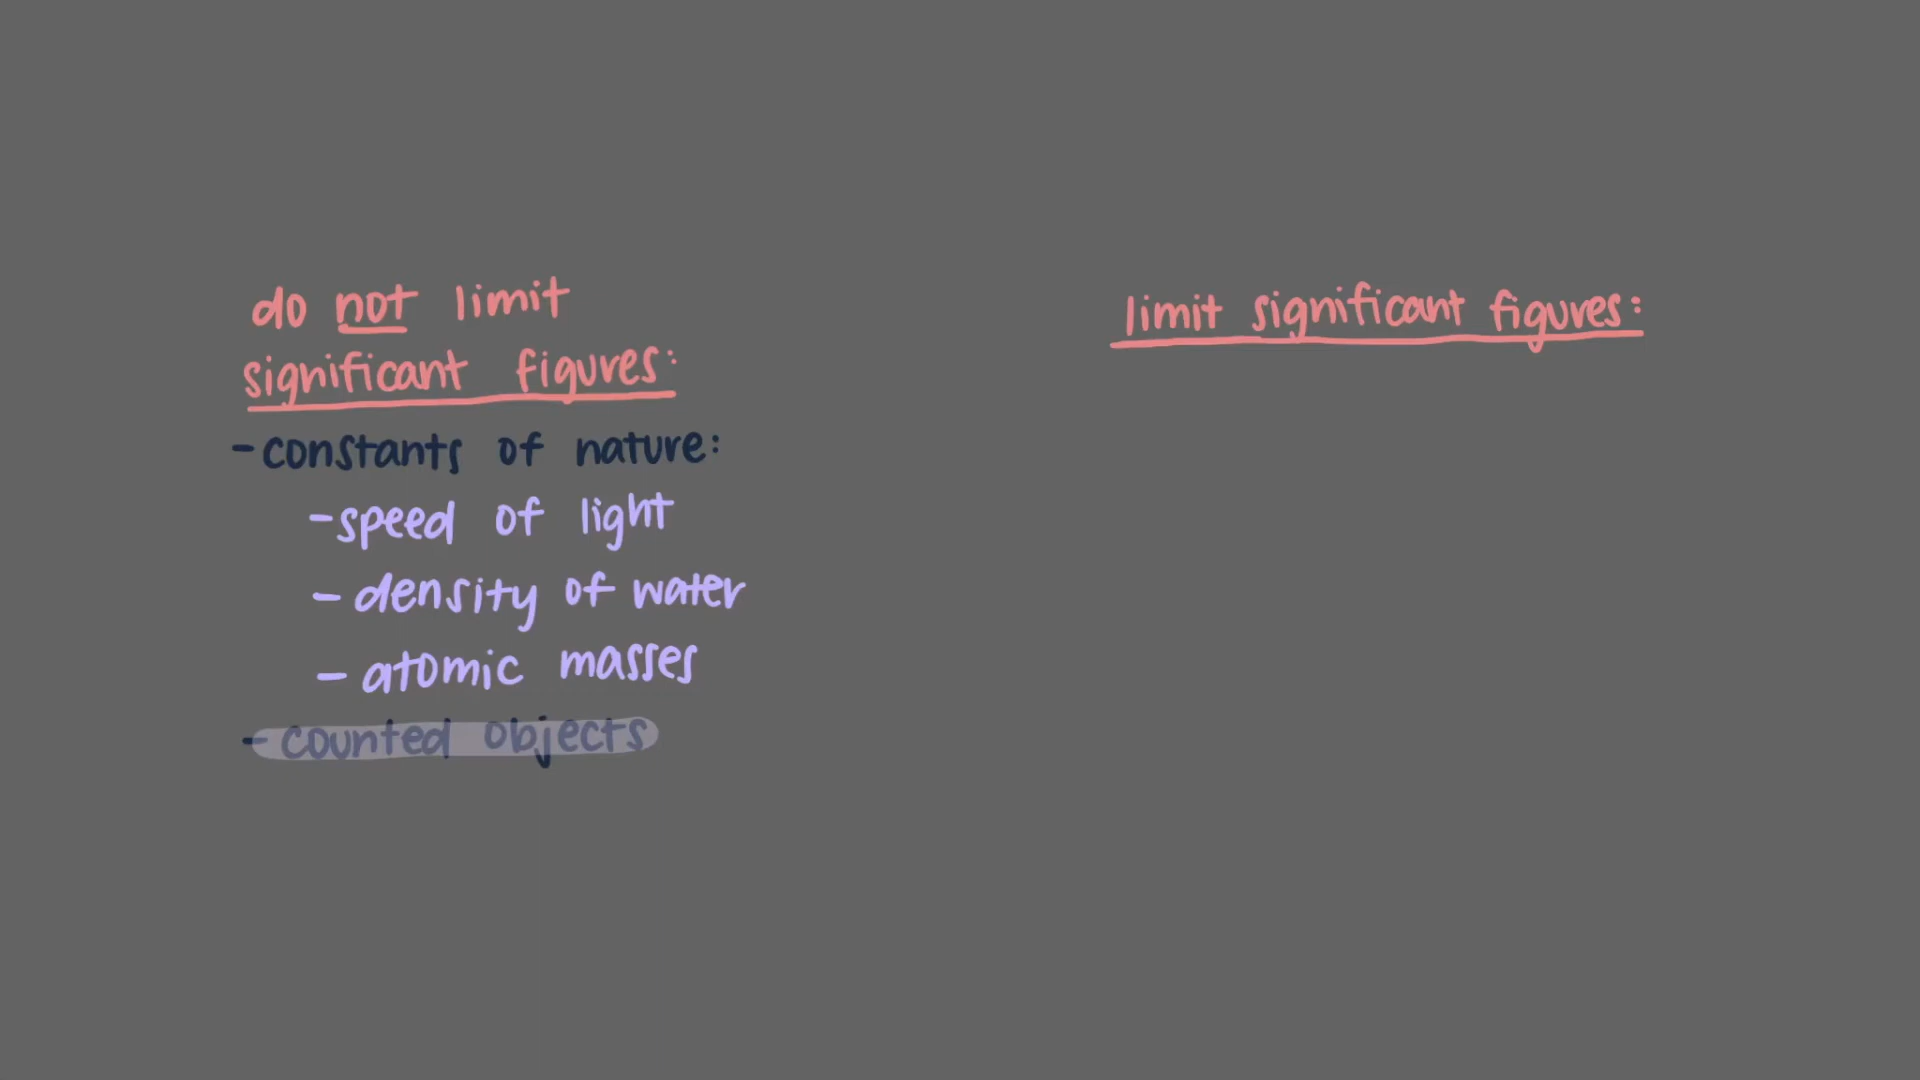 do not limit
significant figures:
- constants of nature:
- speed of light
- density of water
- atomic masses
- counted objects
limit significant figures: